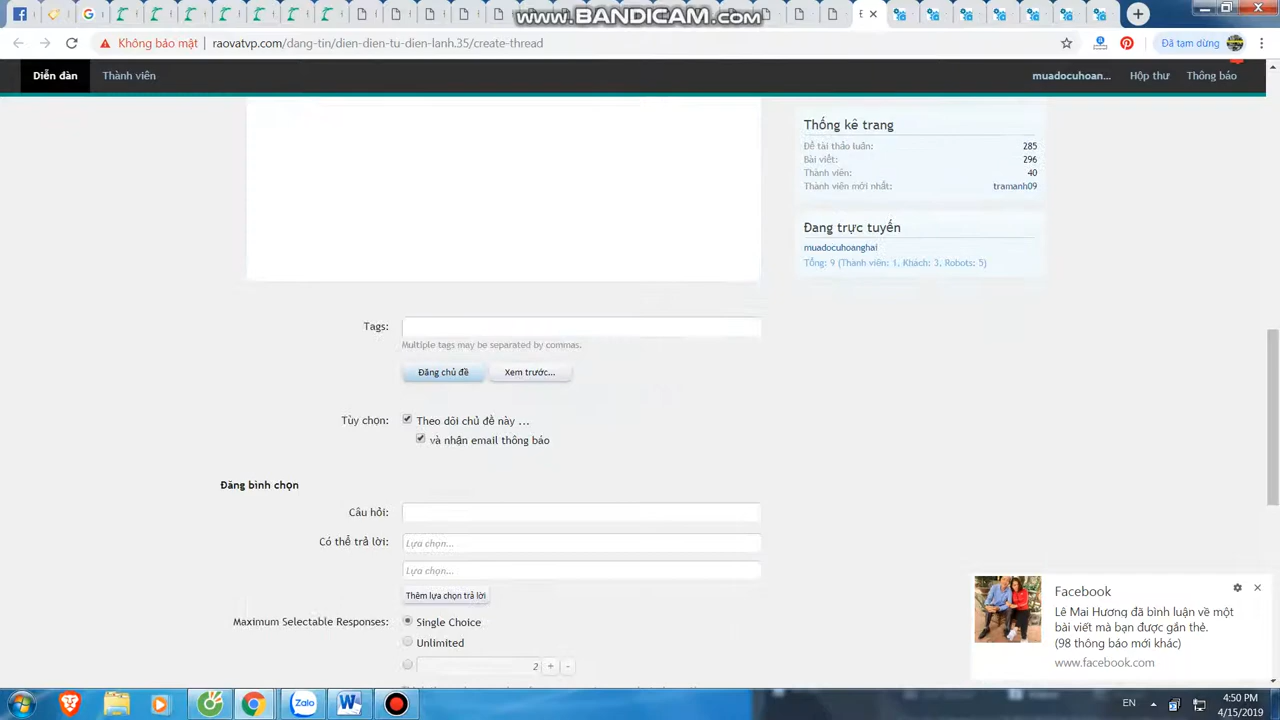 www.BANDICAM.com
Không bảo mật
raovatvp.com/dang-tin/dien-dien-tu-dien-lanh.35/create-thread
Đã tạm dừng
Diễn đàn
Thành viên
muadocuhoan...
Hộp thư
Thông báo
Thống kê trang
Đề tài thảo luận: 285
Bài viết: 296
Thành viên: 40
Thành viên mới nhất: tramanh09
Đang trực tuyến
muadocuhoanghai
Tổng: 9 (Thành viên: 1, Khách: 3, Robots: 5)
Tags:
Multiple tags may be separated by commas.
Đăng chủ đề
Xem trước...
Tùy chọn:
Theo dõi chủ đề này ...
và nhận email thông báo
Đăng bình chọn
Câu hỏi:
Có thể trả lời:
Lựa chọn...
Lựa chọn...
Thêm lựa chọn trả lời
Maximum Selectable Responses:
Single Choice
Unlimited
2 + -
Facebook
Lê Mai Hương đã bình luận về một
bài viết mà bạn được gắn thẻ.
(98 thông báo mới khác)
www.facebook.com
Zalo
EN
4:50 PM
4/15/2019